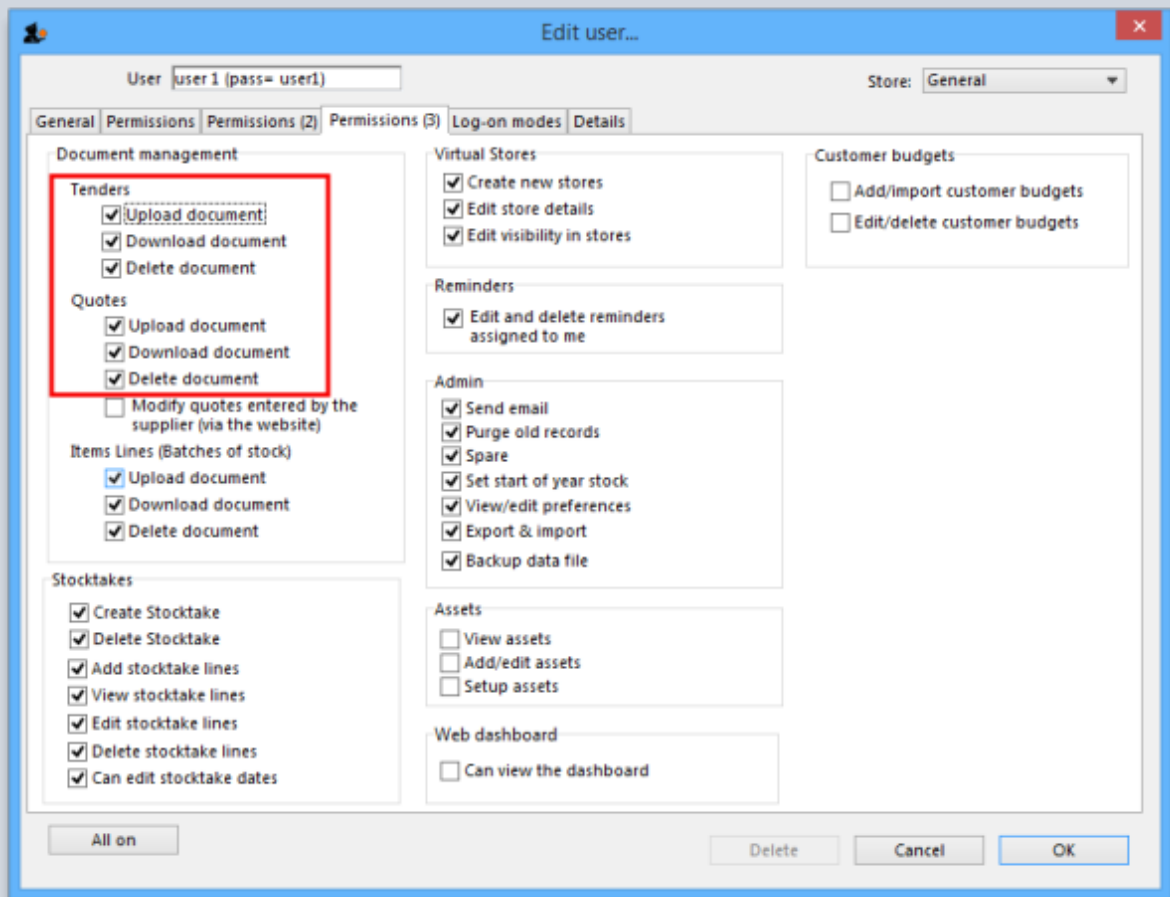 Edit user...
User user 1 (pass= user1)
Store: General
General Permissions Permissions (2) Permissions (3) Log-on modes Details
Document management
Tenders
Upload document
Download document
Delete document
Quotes
Upload document
Download document
Delete document
Modify quotes entered by the
supplier (via the website)
Items Lines (Batches of stock)
Upload document
Download document
Delete document
Stocktakes
Create Stocktake
Delete Stocktake
Add stocktake lines
View stocktake lines
Edit stocktake lines
Delete stocktake lines
Can edit stocktake dates
Virtual Stores
Create new stores
Edit store details
Edit visibility in stores
Reminders
Edit and delete reminders
assigned to me
Admin
Send email
Purge old records
Spare
Set start of year stock
View/edit preferences
Export & import
Backup data file
Assets
View assets
Add/edit assets
Setup assets
Web dashboard
Can view the dashboard
Customer budgets
Add/import customer budgets
Edit/delete customer budgets
All on
Delete
Cancel
OK